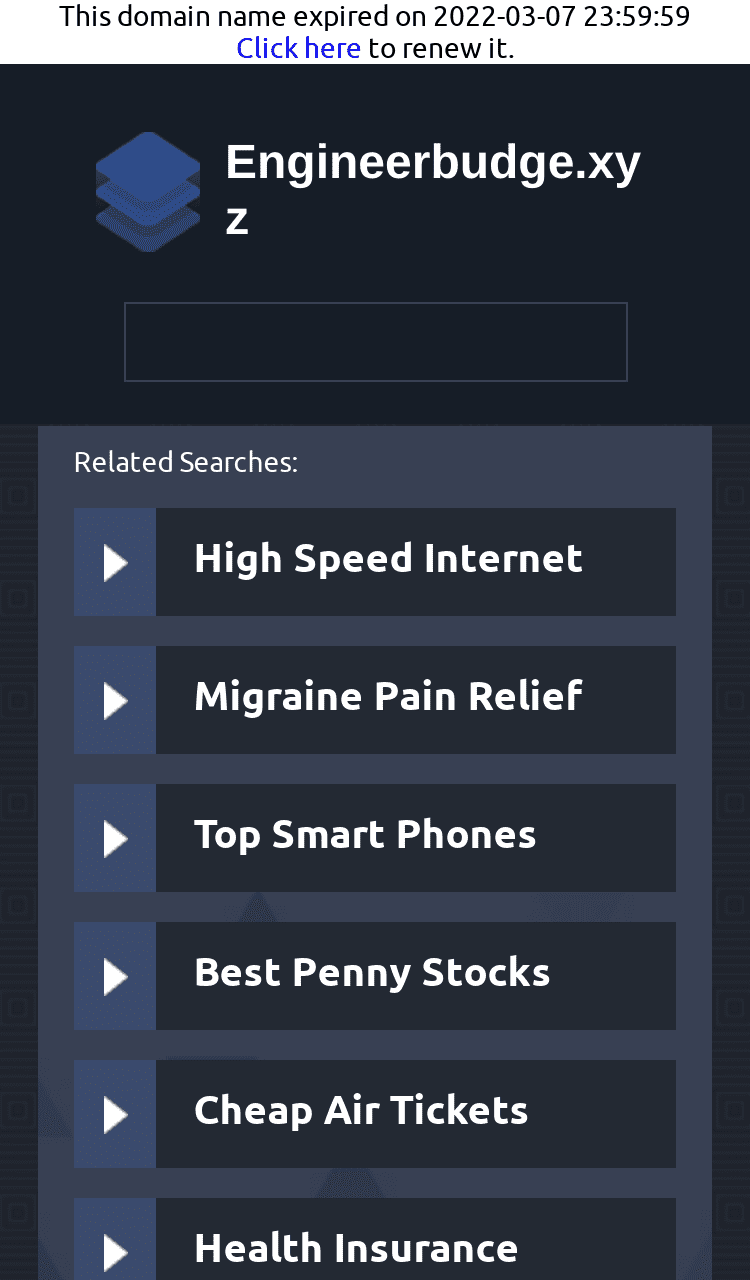 This domain name expired on 2022-03-07 23:59:59
Click here to renew it.
Engineerbudge.xy
z
Related Searches:
High Speed Internet
Migraine Pain Relief
Top Smart Phones
Best Penny Stocks
Cheap Air Tickets
Health Insurance